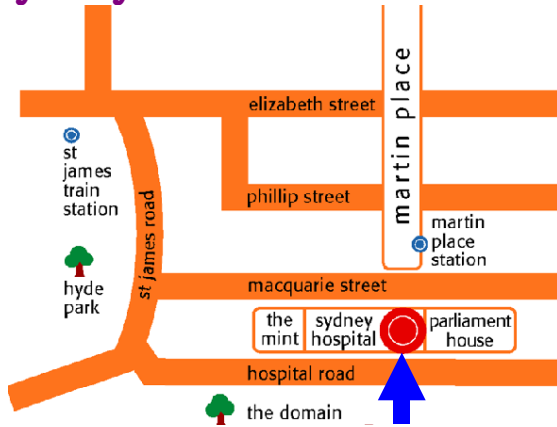 elizabeth street
martin place
st
james
train
station
phillip street
st james road
martin
place
station
hyde
park
macquarie street
the
mint
sydney
hospital
parliament
house
hospital road
the domain